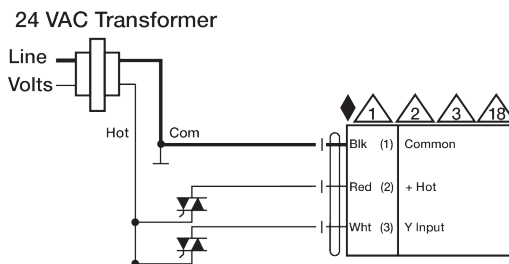 24 VAC Transformer
Line
Volts
Hot
Com
1 2 3 18
Blk (1) Common
Red (2) + Hot
Wht (3) Y Input